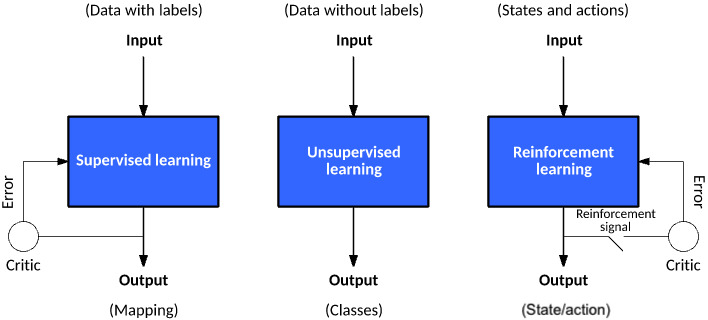 (Data with labels)
Input
Supervised learning
Error
Critic
Output
(Mapping)
(Data without labels)
Input
Unsupervised
learning
Output
(Classes)
(States and actions)
Input
Reinforcement
learning
Reinforcement
signal
Error
Critic
Output
(State/action)